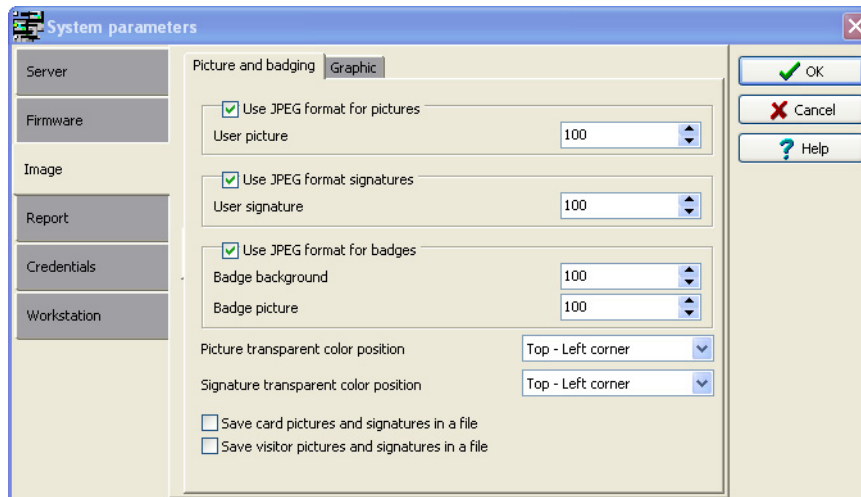 System parameters
Server
Firmware
Image
Report
Credentials
Workstation
Picture and badging
Graphic
Use JPEG format for pictures
User picture 100
Use JPEG format signatures
User signature 100
Use JPEG format for badges
Badge background 100
Badge picture 100
Picture transparent color position Top - Left corner
Signature transparent color position Top - Left corner
Save card pictures and signatures in a file
Save visitor pictures and signatures in a file
OK
Cancel
Help